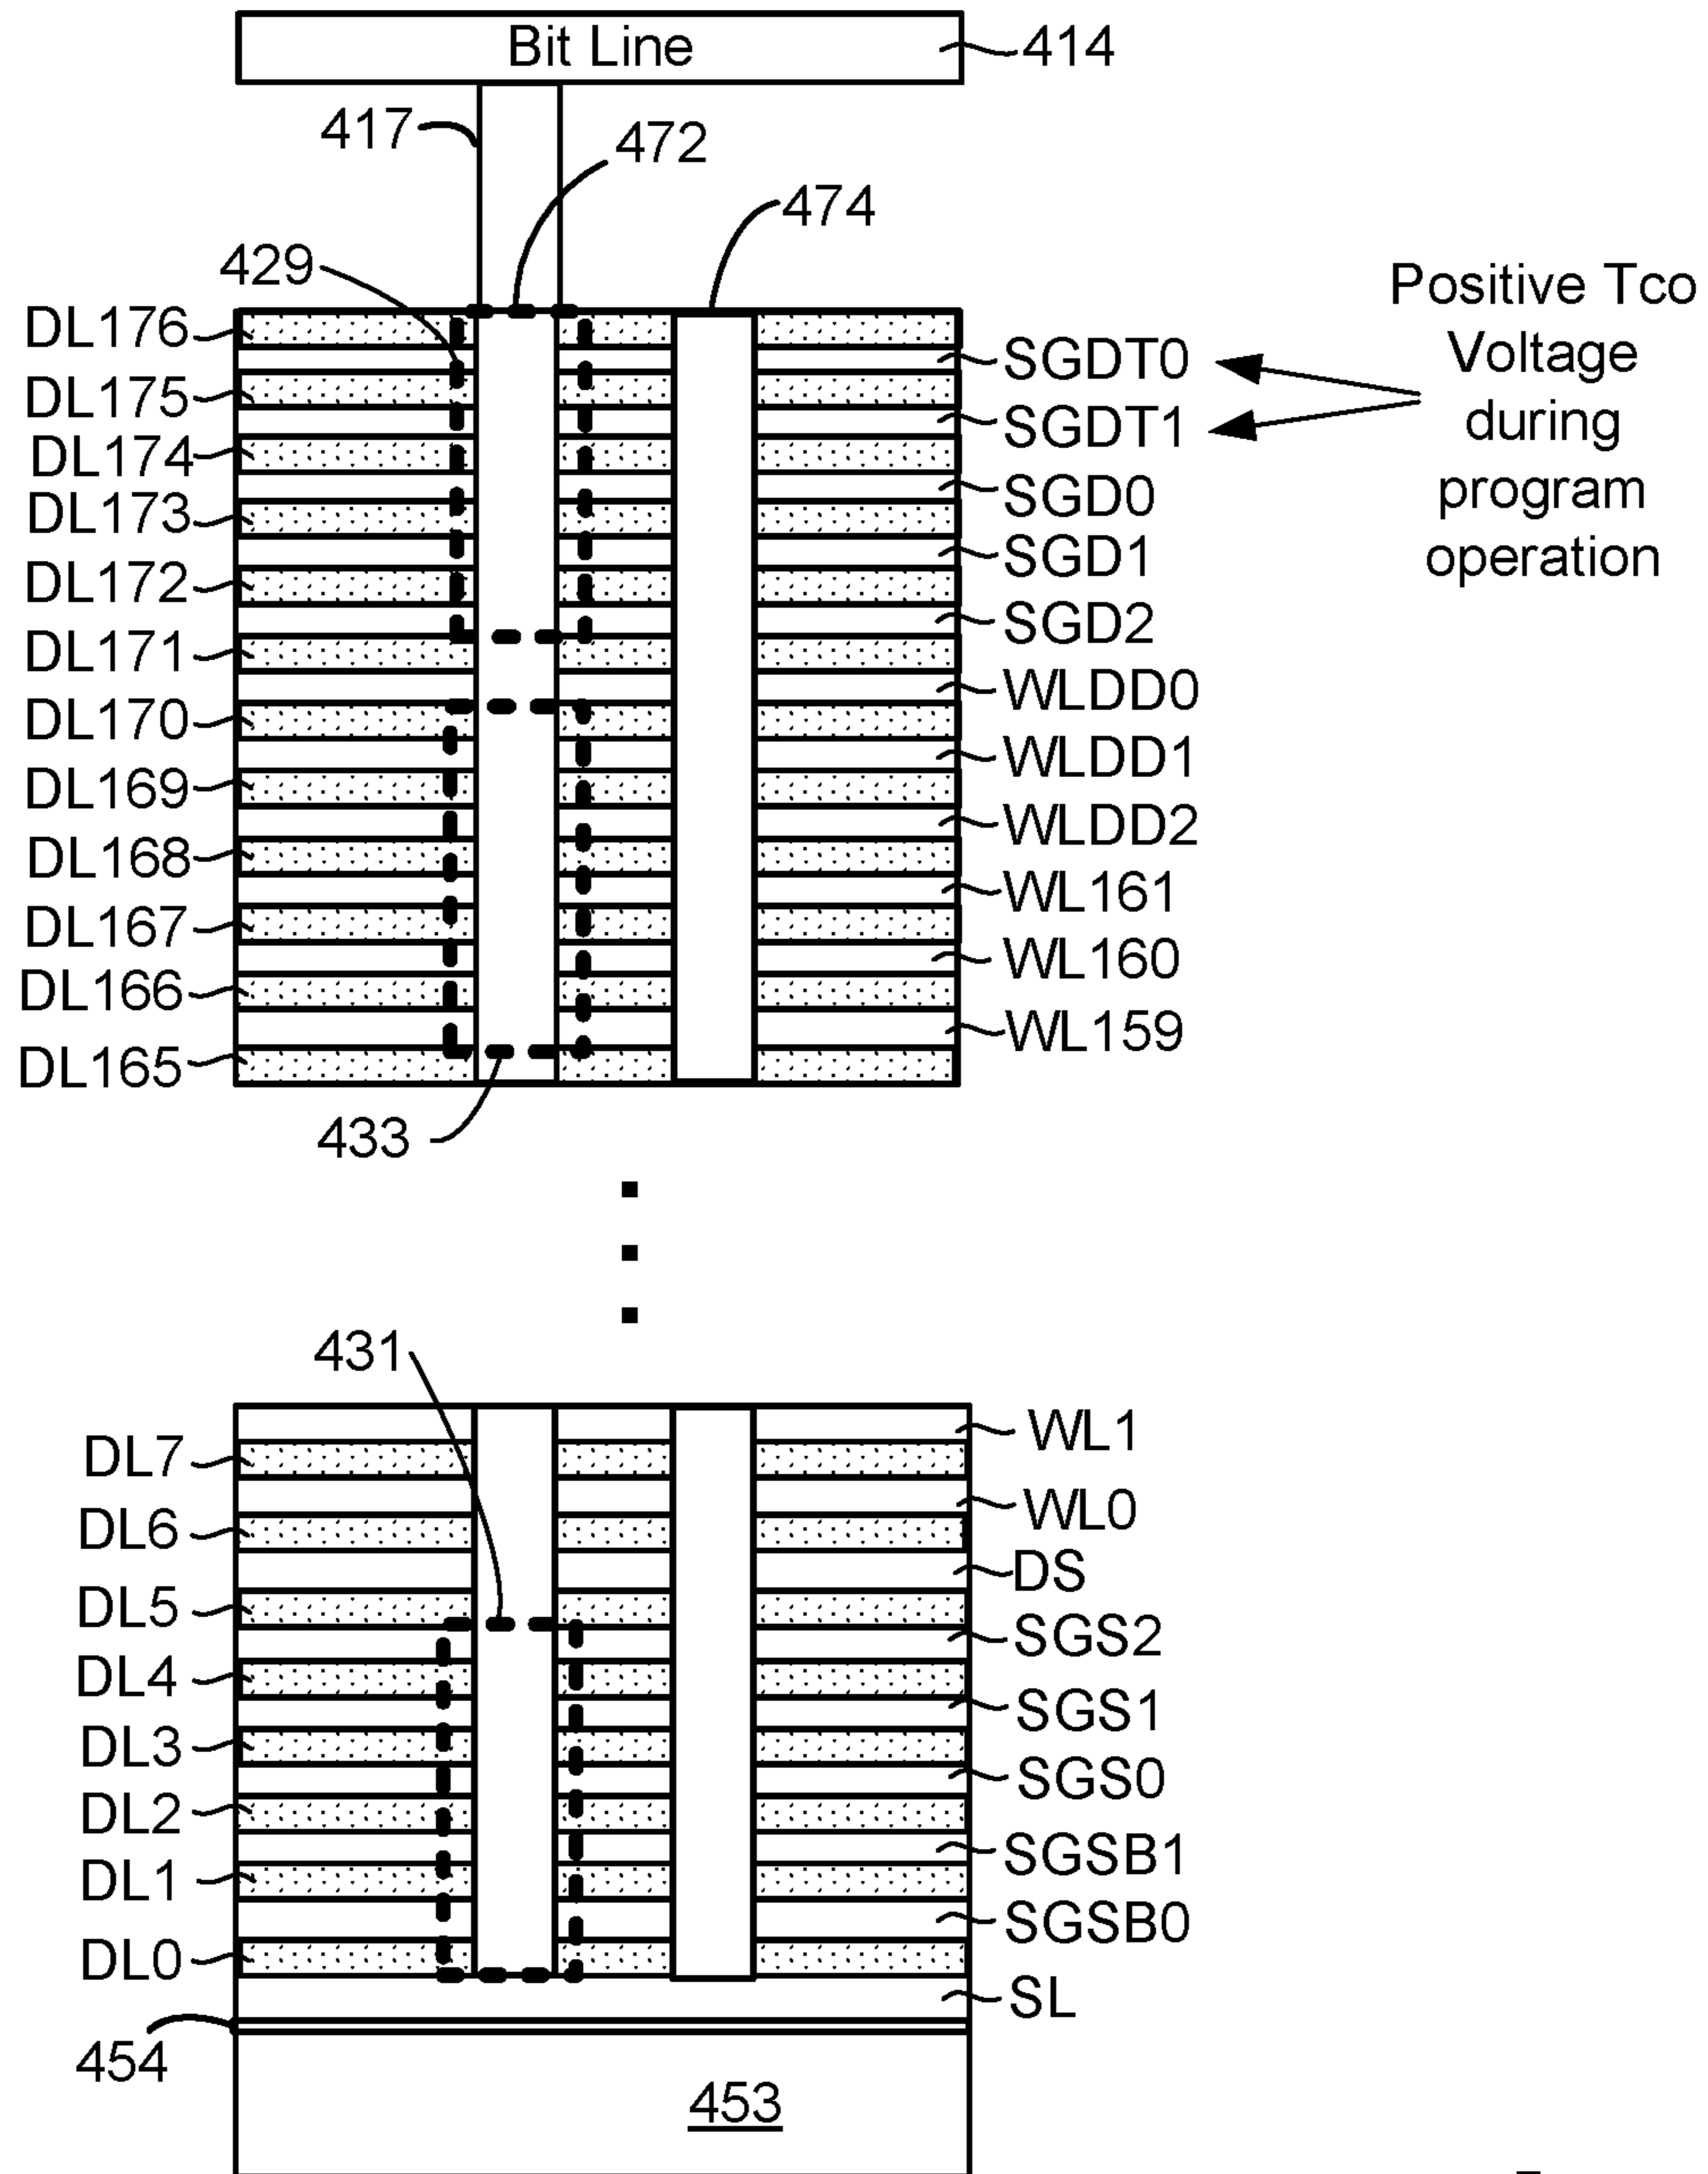 Bit Line
414
417
472
474
429
DL176
DL175
DL174
DL173
DL172
DL171
DL170
DL169
DL168
DL167
DL166
DL165
SGDT0
SGDT1
SGD0
SGD1
SGD2
WLDD0
WLDD1
WLDD2
WL161
WL160
WL159
Positive Tco
Voltage
during
program
operation
433
431
DL7
DL6
DL5
DL4
DL3
DL2
DL1
DL0
WL1
WL0
DS
SGS2
SGS1
SGS0
SGSB1
SGSB0
SL
454
453